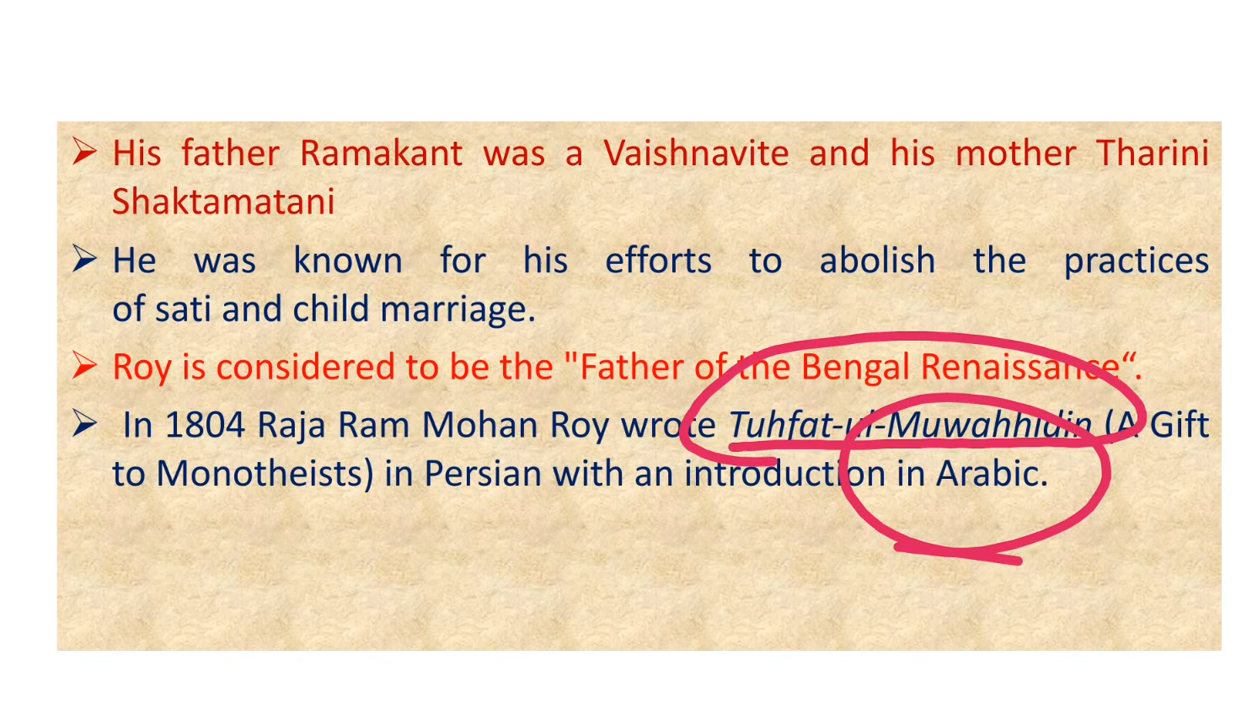 ➢ His father Ramakant was a Vaishnavite and his mother Tharini
Shaktamatani
➢ He was known for his efforts to abolish the practices
of sati and child marriage.
➢ Roy is considered to be the "Father of the Bengal Renaissance“.
➢ In 1804 Raja Ram Mohan Roy wrote Tuhfat-ul-Muwahhidin (A Gift
to Monotheists) in Persian with an introduction in Arabic.